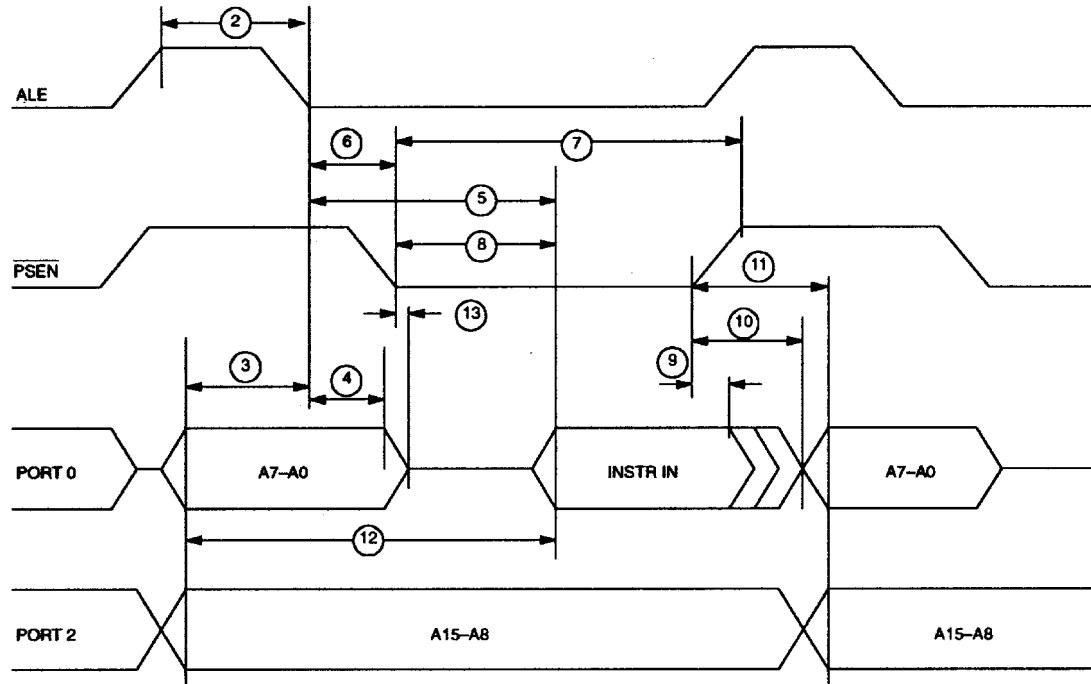 2
ALE
6
7
5
PSEN
8
11
13
10
3
4
9
PORT 0
A7–A0
INSTR IN
A7–A0
12
PORT 2
A15–A8
A15–A8